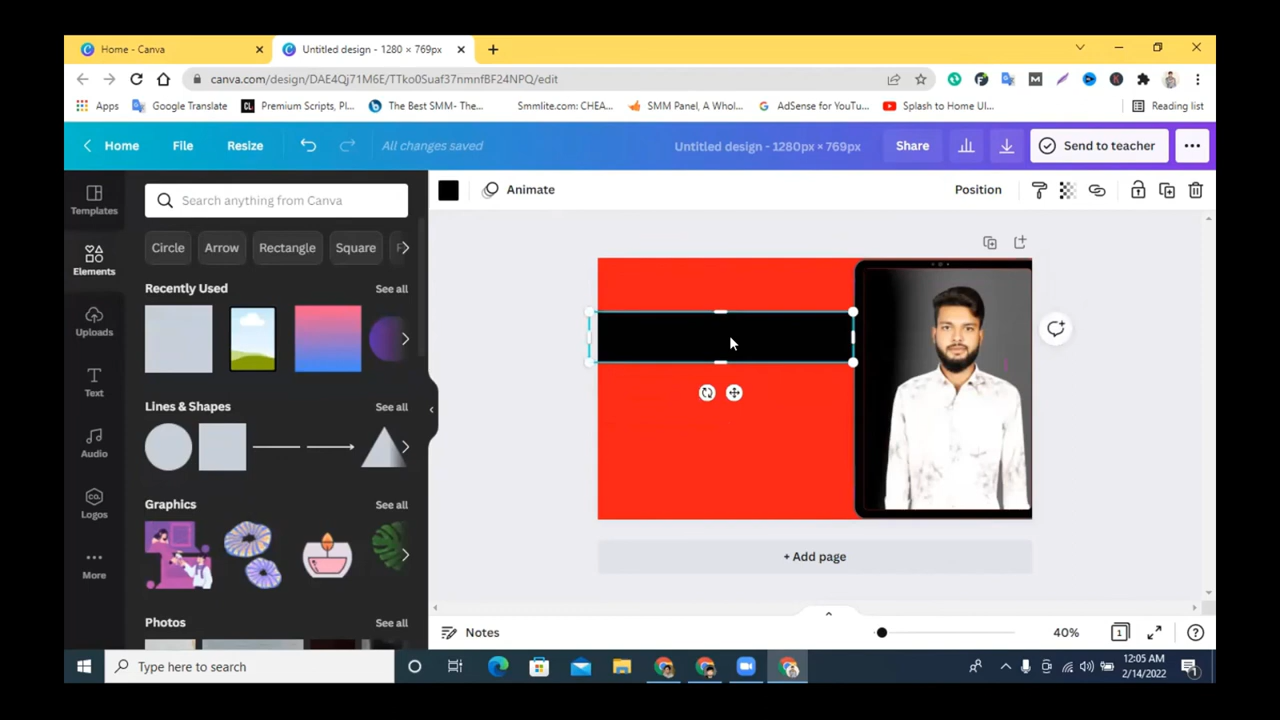 Home - Canva
Untitled design - 1280 × 769px
canva.com/design/DAE4Qj71M6E/TTko0Suaf37nmnfBF24NPQ/edit
Apps
Google Translate
Premium Scripts, Pl...
The Best SMM- The...
Smmlite.com: CHEA...
SMM Panel, A Whol...
AdSense for YouTu...
Splash to Home UI...
Reading list
Home
File
Resize
All changes saved
Untitled design - 1280px × 769px
Share
Send to teacher
Templates
Search anything from Canva
Animate
Position
Elements
Circle
Arrow
Rectangle
Square
Recently Used
See all
Uploads
Text
Lines & Shapes
See all
Audio
Logos
Graphics
See all
More
+ Add page
Photos
See all
Notes
40%
1
Type here to search
12:05 AM
2/14/2022